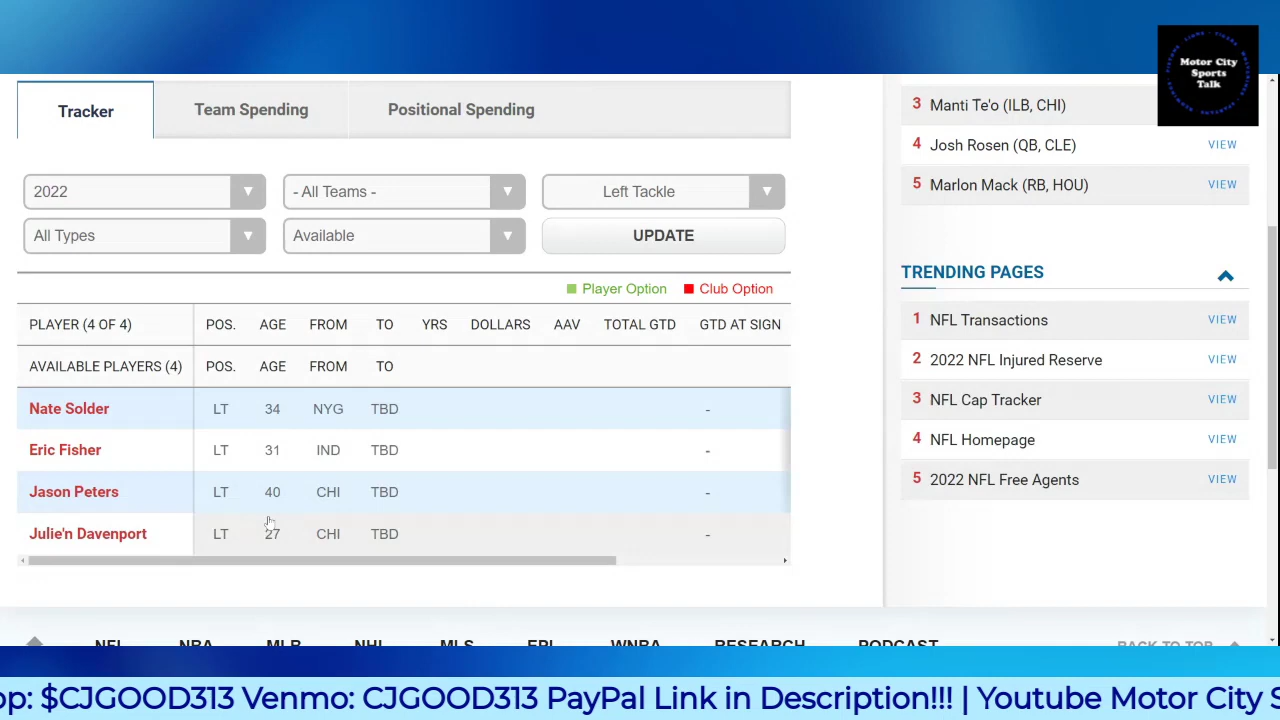 Motor City
Sports
Talk
Tracker
Team Spending
Positional Spending
2022
- All Teams -
Left Tackle
All Types
Available
UPDATE
Player Option
Club Option
PLAYER (4 OF 4) POS. AGE FROM TO YRS DOLLARS AAV TOTAL GTD GTD AT SIGN
AVAILABLE PLAYERS (4) POS. AGE FROM TO
Nate Solder LT 34 NYG TBD -
Eric Fisher LT 31 IND TBD -
Jason Peters LT 40 CHI TBD -
Julie'n Davenport LT 27 CHI TBD -
3 Manti Te'o (ILB, CHI)
4 Josh Rosen (QB, CLE) VIEW
5 Marlon Mack (RB, HOU) VIEW
TRENDING PAGES
1 NFL Transactions VIEW
2 2022 NFL Injured Reserve VIEW
3 NFL Cap Tracker VIEW
4 NFL Homepage VIEW
5 2022 NFL Free Agents VIEW
NFL NBA MLB NHL MLS EPL WNBA RESEARCH PODCAST BACK TO TOP
op: $CJGOOD313 Venmo: CJGOOD313 PayPal Link in Description!!! | Youtube Motor City S